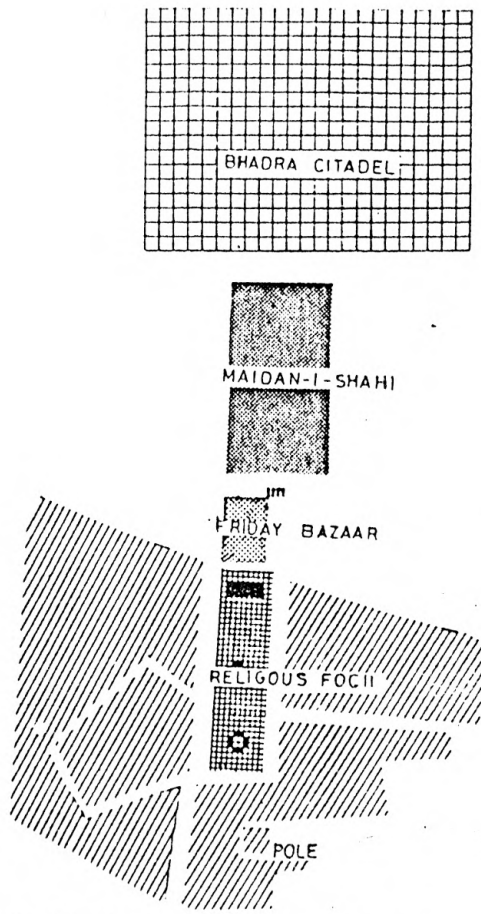 BHADRA CITADEL
MAIDAN-I-SHAHI
FRIDAY BAZAAR
RELIGOUS FOCII
POLE